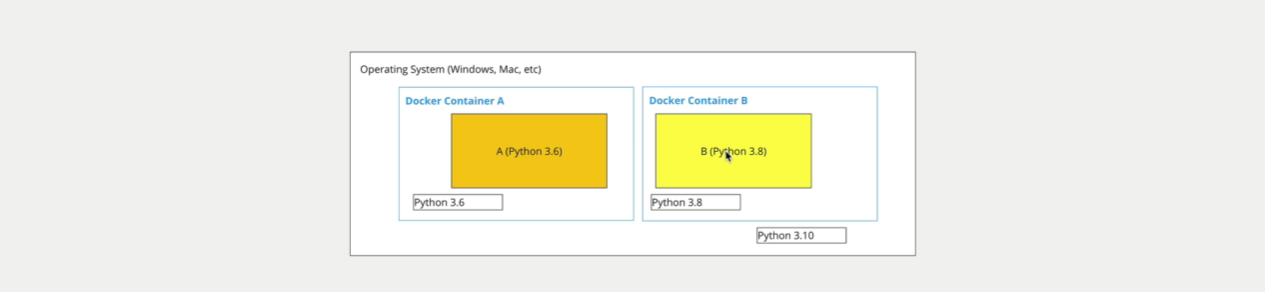 Operating System (Windows, Mac, etc)
Docker Container A
A (Python 3.6)
Python 3.6
Docker Container B
B (Python 3.8)
Python 3.8
Python 3.10